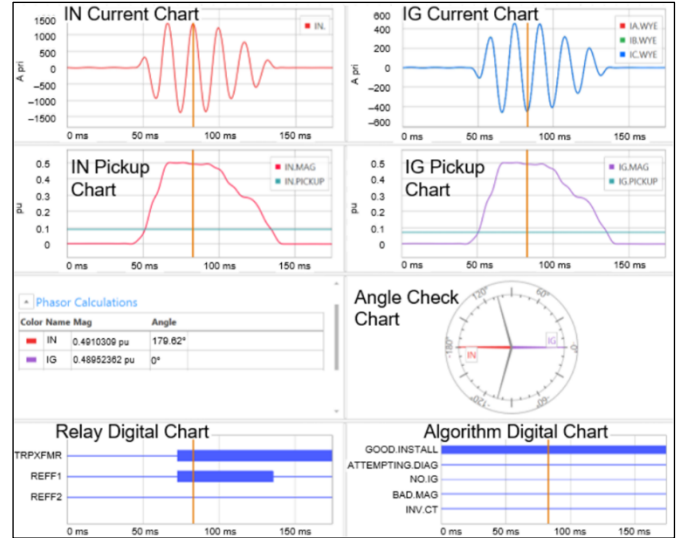 IN Current Chart
1500
1000
500
0
−500
−1000
−1500
A pri
IN.
0 ms 50 ms 100 ms 150 ms
IG Current Chart
600
400
200
0
−200
−400
−600
A pri
IA.WYE
IB.WYE
IC.WYE
0 ms 50 ms 100 ms 150 ms
IN Pickup
Chart
0.5
0.4
0.3
0.2
0.1
0
pu
IN.MAG
IN.PICKUP
0 ms 50 ms 100 ms 150 ms
IG Pickup
Chart
0.5
0.4
0.3
0.2
0.1
0
pu
IG.MAG
IG.PICKUP
0 ms 50 ms 100 ms 150 ms
Phasor Calculations
Color Name Mag Angle
IN 0.4910309 pu 179.62°
IG 0.48952362 pu 0°
Angle Check
Chart
120°
60°
-180°
IN
IG
0°
-120°
-60°
Relay Digital Chart
TRPXFMR
REFF1
REFF2
0 ms 50 ms 100 ms 150 ms
Algorithm Digital Chart
GOOD.INSTALL
ATTEMPTING.DIAG
NO.IG
BAD.MAG
INV.CT
0 ms 50 ms 100 ms 150 ms